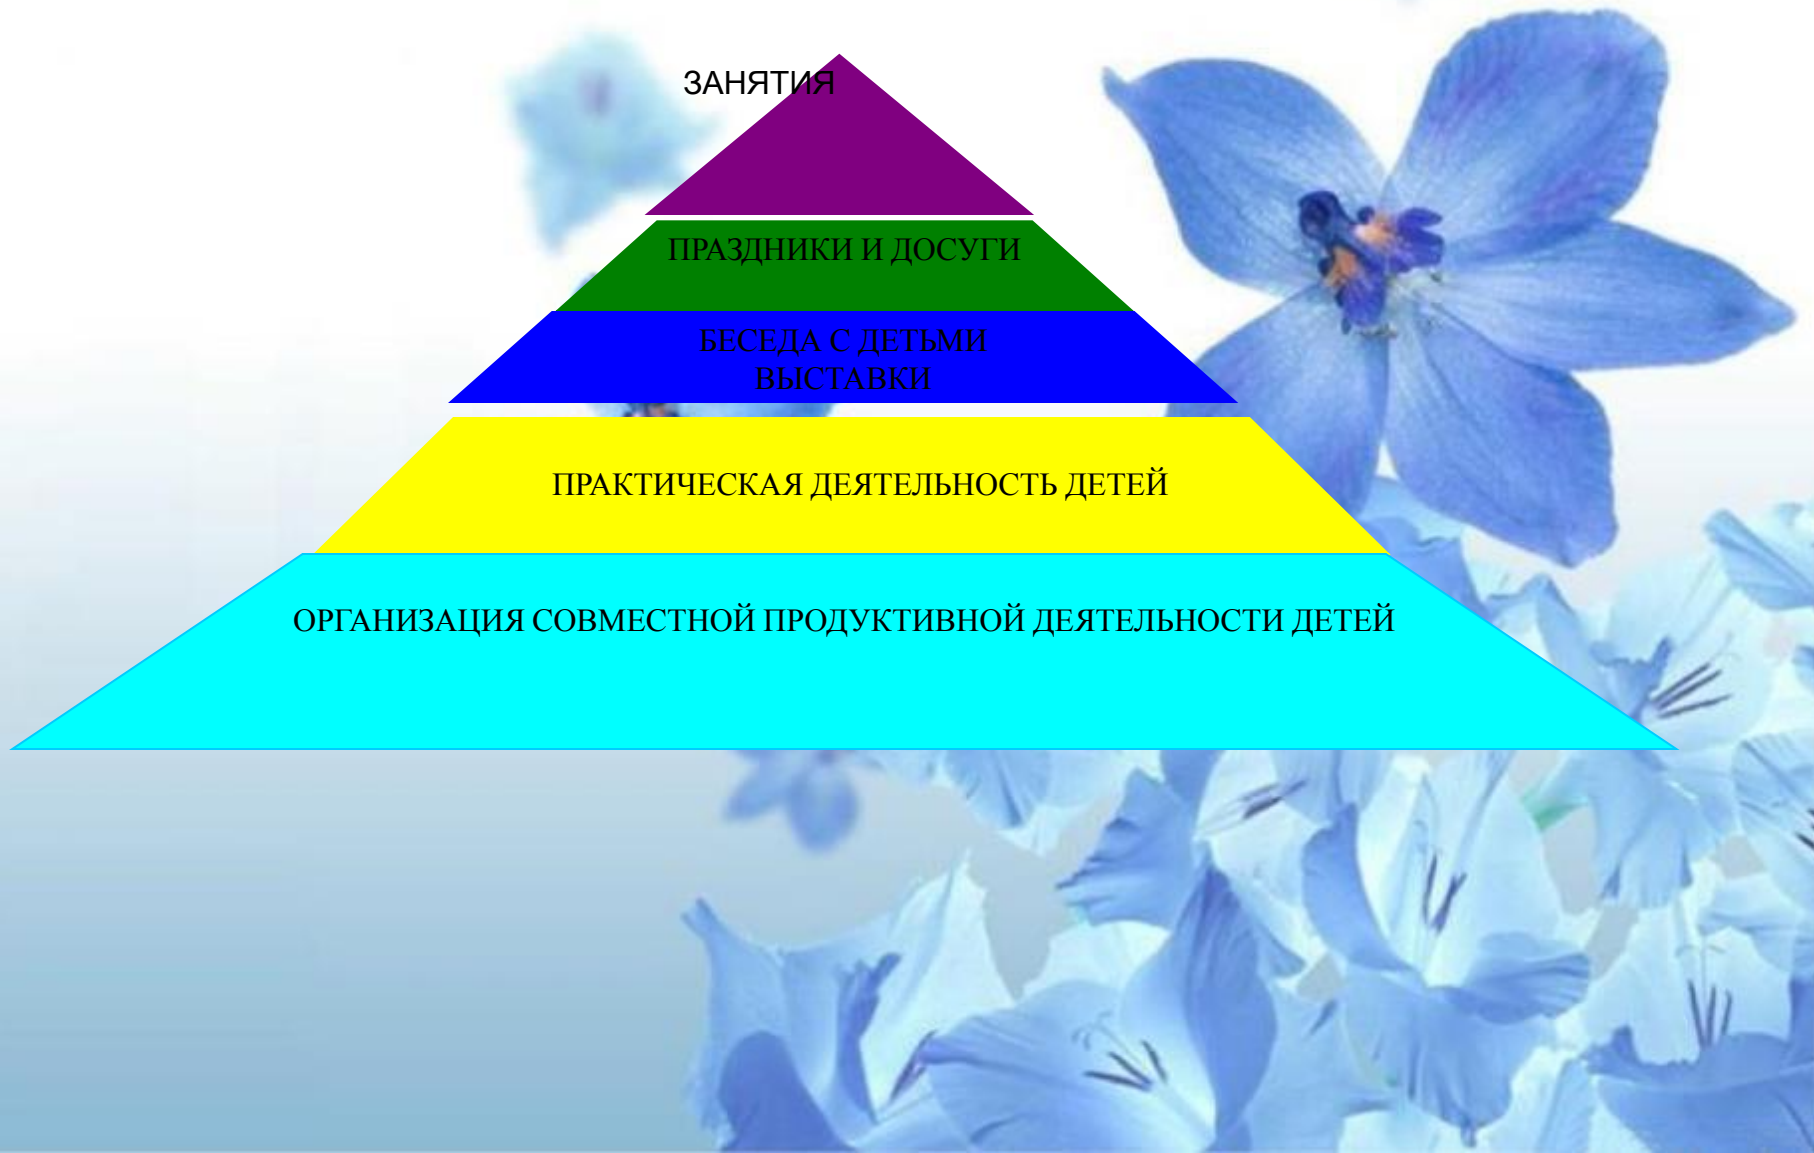 ЗАНЯТИЯ
ПРАЗДНИКИ И ДОСУГИ
БЕСЕДА С ДЕТЬМИ
ВЫСТАВКИ
ПРАКТИЧЕСКАЯ ДЕЯТЕЛЬНОСТЬ ДЕТЕЙ
ОРГАНИЗАЦИЯ СОВМЕСТНОЙ ПРОДУКТИВНОЙ ДЕЯТЕЛЬНОСТИ ДЕТЕЙ